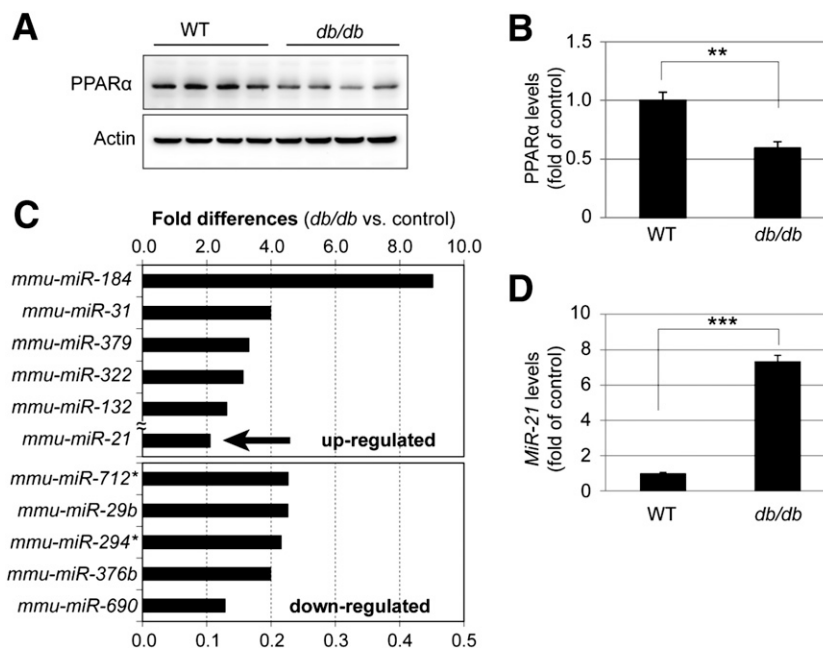 A
WT db/db
PPARα
Actin
B
PPARα levels
(fold of control)
1.5
1.0
0.5
0
**
WT db/db
C
Fold differences (db/db vs. control)
0.0 2.0 4.0 6.0 8.0 10.0
mmu-miR-184
mmu-miR-31
mmu-miR-379
mmu-miR-322
mmu-miR-132
mmu-miR-21
up-regulated
mmu-miR-712*
mmu-miR-29b
mmu-miR-294*
mmu-miR-376b
mmu-miR-690
down-regulated
0.0 0.1 0.2 0.3 0.4 0.5
D
MiR-21 levels
(fold of control)
10
8
6
4
2
0
***
WT db/db